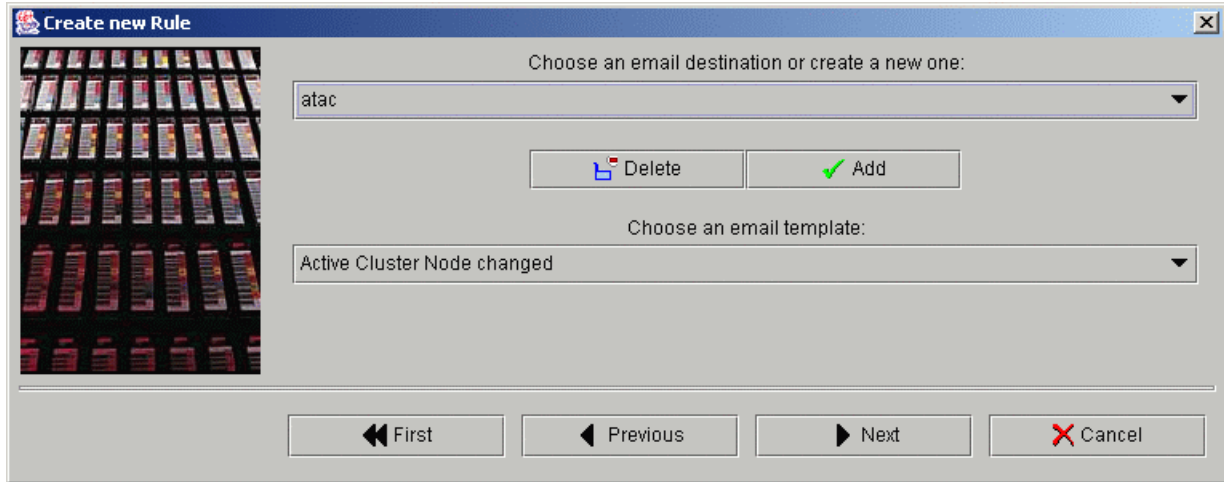 Create new Rule
Choose an email destination or create a new one:
atac
Delete Add
Choose an email template:
Active Cluster Node changed
First Previous Next Cancel